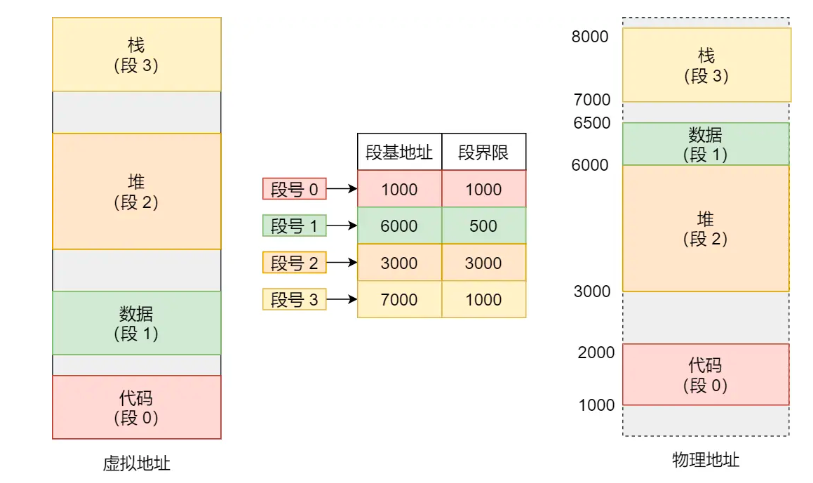 栈
（段 3）
堆
（段 2）
数据
（段 1）
代码
（段 0）
虚拟地址
段基地址 段界限
段号 0 1000 1000
段号 1 6000 500
段号 2 3000 3000
段号 3 7000 1000
8000
栈
（段 3）
7000
6500
数据
（段 1）
6000
堆
（段 2）
3000
2000
代码
（段 0）
1000
物理地址